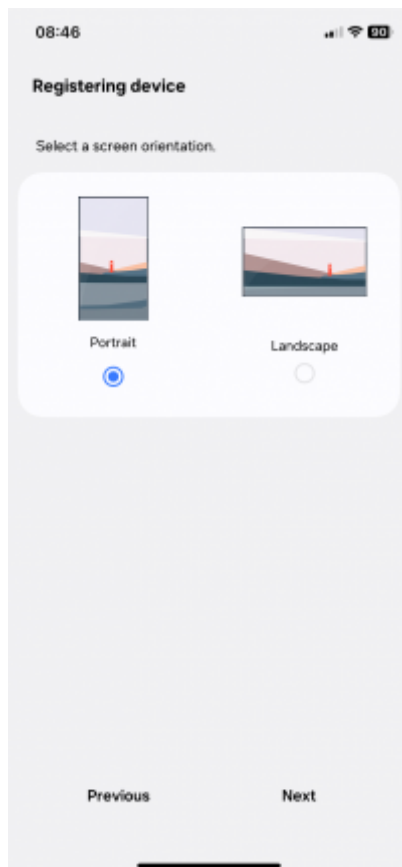 08:46
90
Registering device
Select a screen orientation.
Portrait
Landscape
Previous
Next